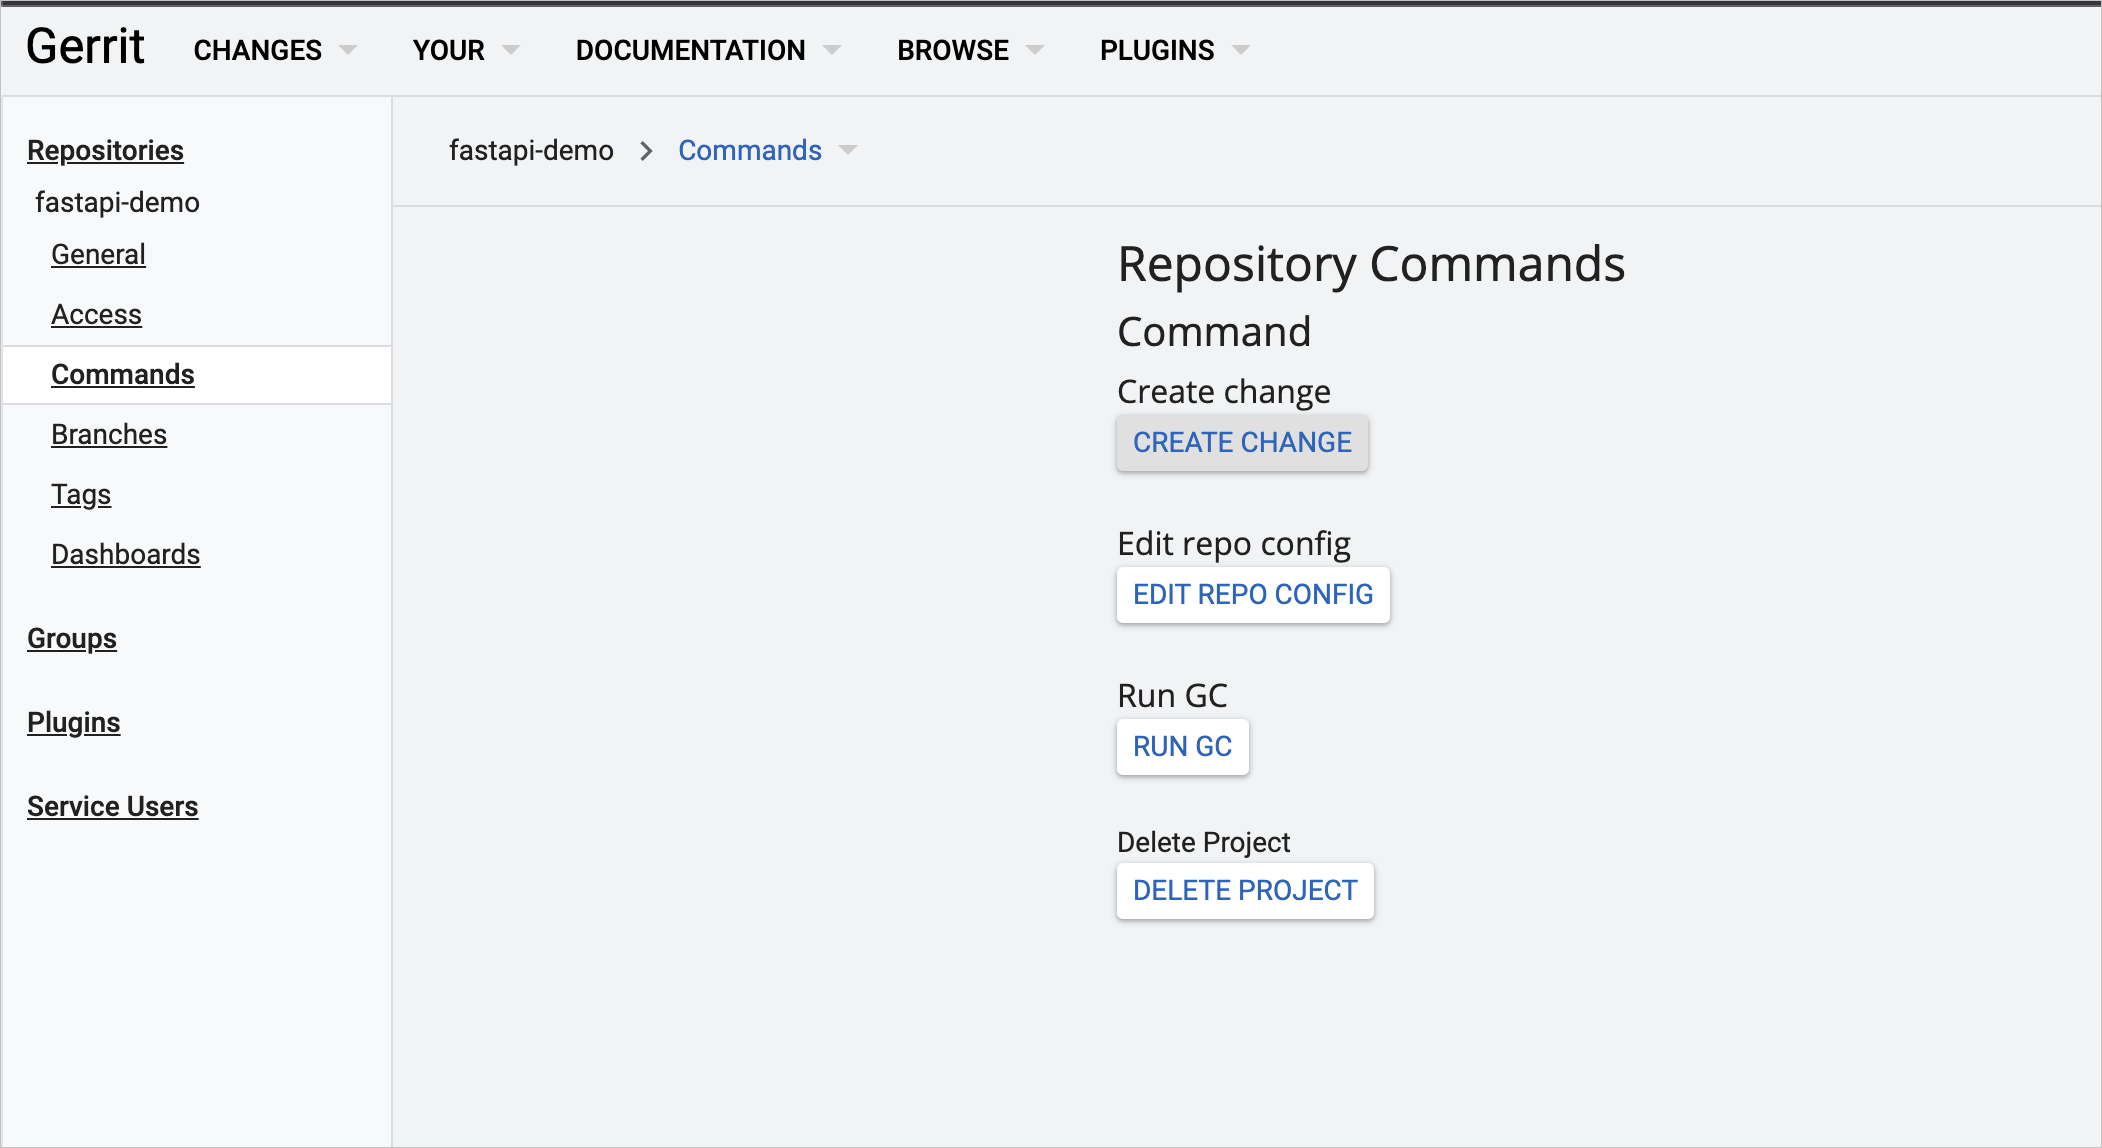 Gerrit CHANGES YOUR DOCUMENTATION BROWSE PLUGINS
Repositories
fastapi-demo
General
Access
Commands
Branches
Tags
Dashboards
Groups
Plugins
Service Users
fastapi-demo Commands
Repository Commands
Command
Create change
CREATE CHANGE
Edit repo config
EDIT REPO CONFIG
Run GC
RUN GC
Delete Project
DELETE PROJECT